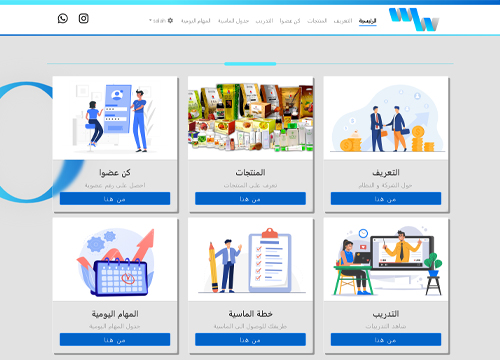 الرئيسية التعريف المنتجات كن عضوا التدريب جدول الماسية المهام اليومية salah
التعريف
حول الشركة و النظام
من هنا
المنتجات
تعرف على المنتجات
من هنا
كن عضوا
احصل على رقم عضوية
من هنا
التدريب
شاهد التدريبات
من هنا
خطة الماسية
طريقك للوصول الى الماسية
من هنا
المهام اليومية
جدول المهام اليومية
من هنا